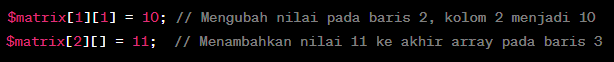 $matrix[1][1] = 10; // Mengubah nilai pada baris 2, kolom 2 menjadi 10
$matrix[2][] = 11;  // Menambahkan nilai 11 ke akhir array pada baris 3